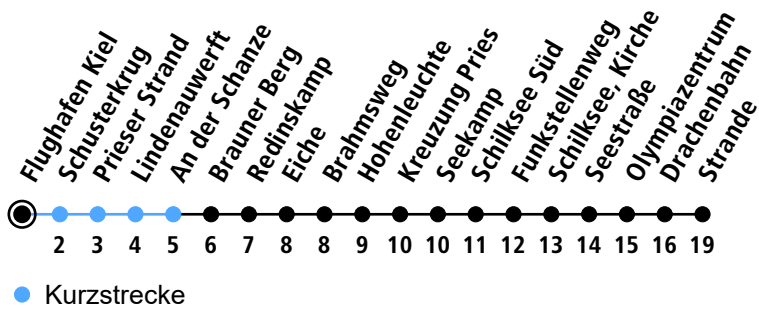 Flughafen Kiel
Schusterkrug
Prieser Strand
Lindenauwerft
An der Schanze
Brauner Berg
Redinskamp
Eiche
Brahmsweg
Hohenleuchte
Kreuzung Pries
Seekamp
Schilksee Süd
Funkstellenweg
Schilksee, Kirche
Seestraße
Olympiazentrum
Drachenbahn
Strande
2 3 4 5 6 7 8 8 9 10 10 11 12 13 14 15 16 19
Kurzstrecke